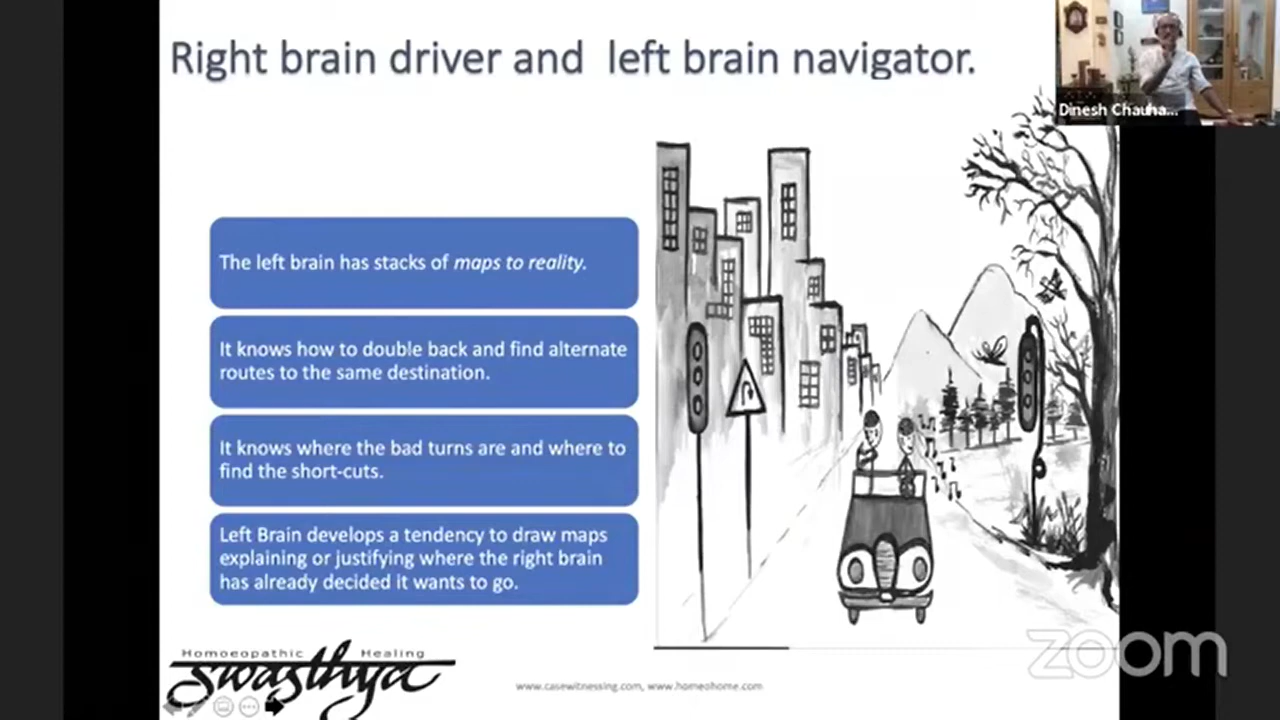 Right brain driver and left brain navigator.
Dinesh Chauha...
The left brain has stacks of maps to reality.
It knows how to double back and find alternate
routes to the same destination.
It knows where the bad turns are and where to
find the short-cuts.
Left Brain develops a tendency to draw maps
explaining or justifying where the right brain
has already decided it wants to go.
Homoeopathic Healing
swasthya
www.casewitnessing.com, www.homeohome.com
zoom